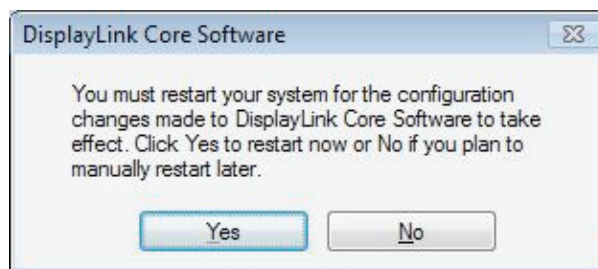 DisplayLink Core Software
You must restart your system for the configuration
changes made to DisplayLink Core Software to take
effect. Click Yes to restart now or No if you plan to
manually restart later.
Yes
No